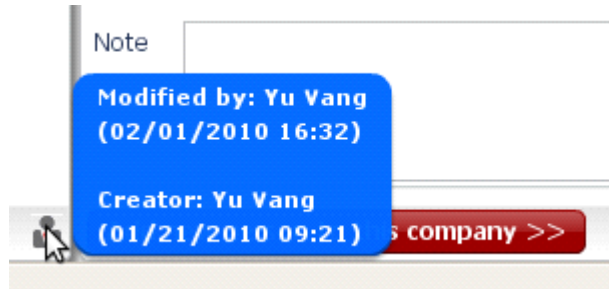 Note
Modified by: Yu Vang
(02/01/2010 16:32)
Creator: Yu Vang
(01/21/2010 09:21)
company >>